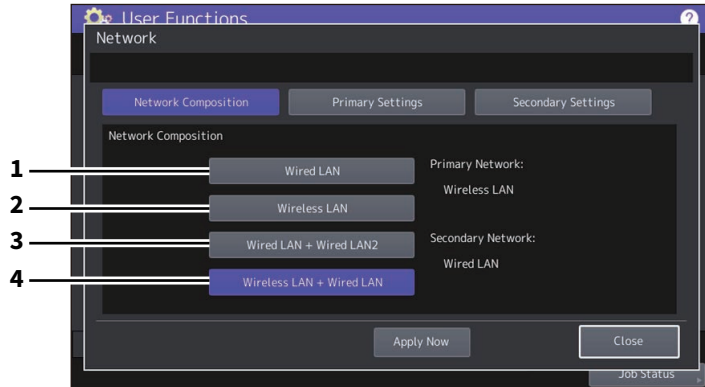 User Functions
?
Network
Network Composition Primary Settings Secondary Settings
Network Composition
1 Wired LAN Primary Network:
Wireless LAN
2 Wireless LAN
3 Wired LAN + Wired LAN2 Secondary Network:
Wired LAN
4 Wireless LAN + Wired LAN
Apply Now Close
Job Status